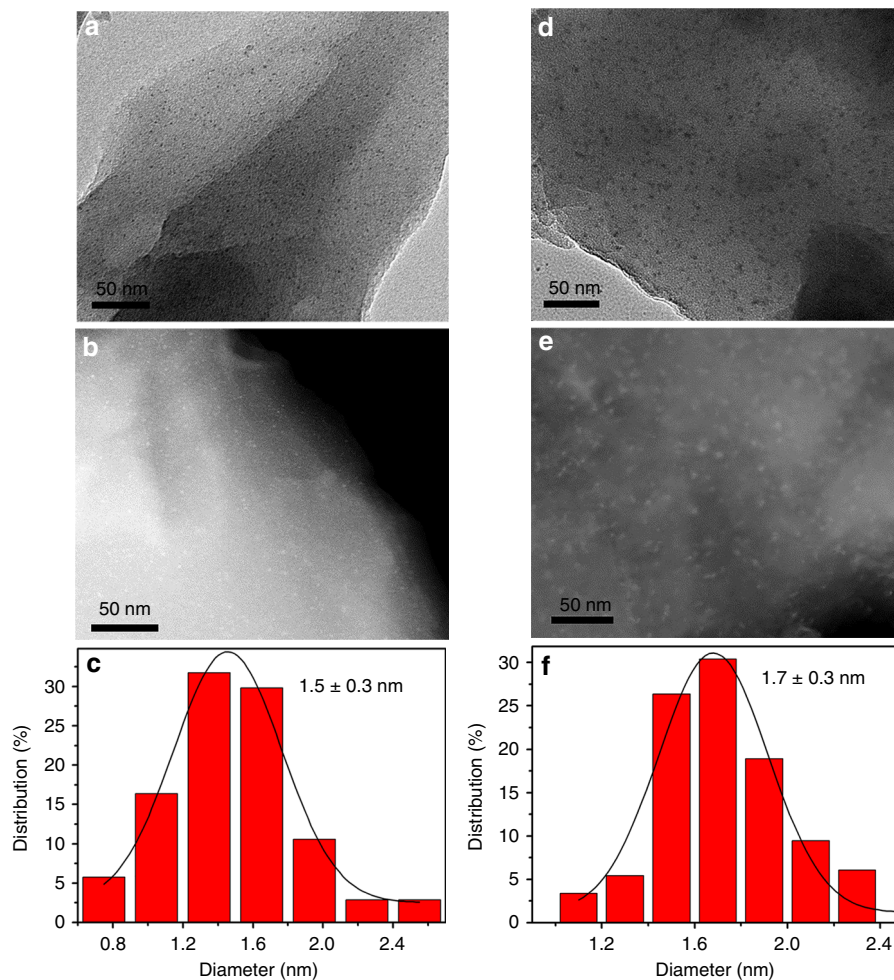 a
50 nm
d
50 nm
b
50 nm
e
50 nm
c
1.5 ± 0.3 nm
Distribution (%)
30
25
20
15
10
5
0
0.8 1.2 1.6 2.0 2.4
Diameter (nm)
f
1.7 ± 0.3 nm
Distribution (%)
30
25
20
15
10
5
0
1.2 1.6 2.0 2.4
Diameter (nm)